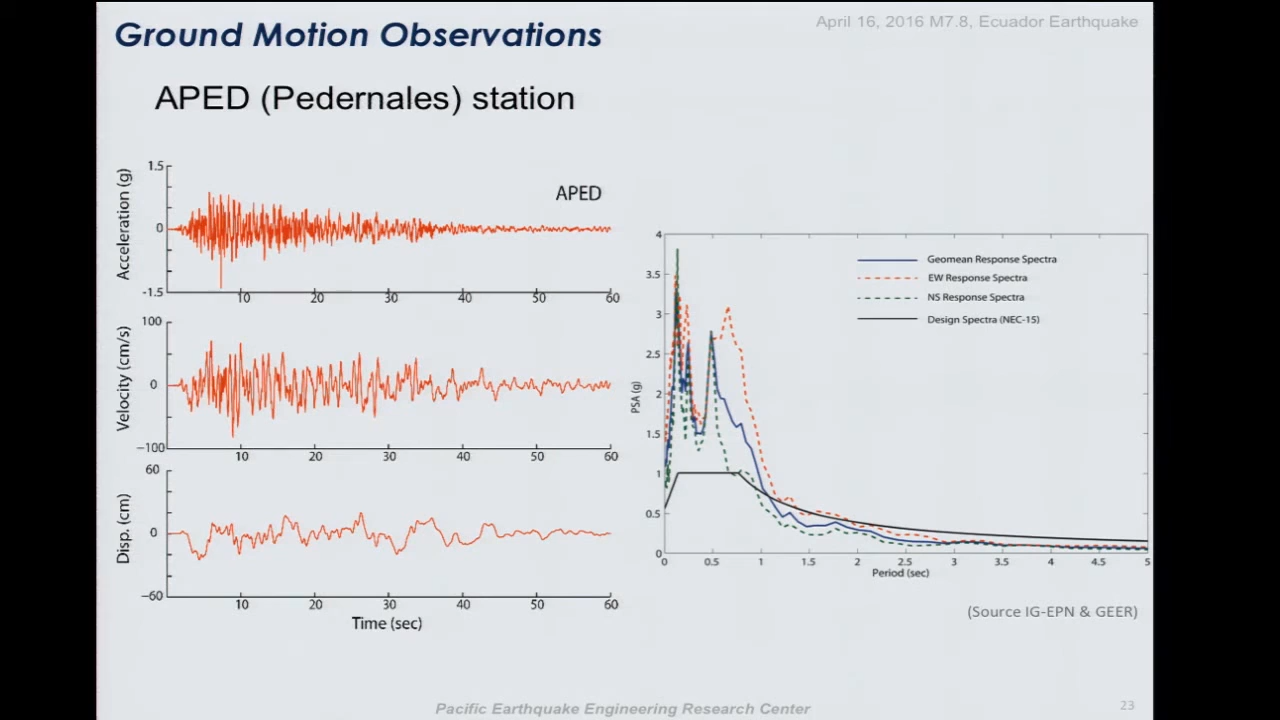 April 16, 2016 M7.8, Ecuador Earthquake
Ground Motion Observations
APED (Pedernales) station
Acceleration (g)
1.5
0
-1.5
APED
10 20 30 40 50 60
Velocity (cm/s)
100
0
−100
10 20 30 40 50 60
Disp. (cm)
60
0
−60
10 20 30 40 50 60
Time (sec)
PSA (g)
4
3.5
3
2.5
2
1.5
1
0.5
0
Geomean Response Spectra
EW Response Spectra
NS Response Spectra
Design Spectra (NEC-15)
0 0.5 1 1.5 2 2.5 3 3.5 4 4.5 5
Period (sec)
(Source IG-EPN & GEER)
Pacific Earthquake Engineering Research Center
23